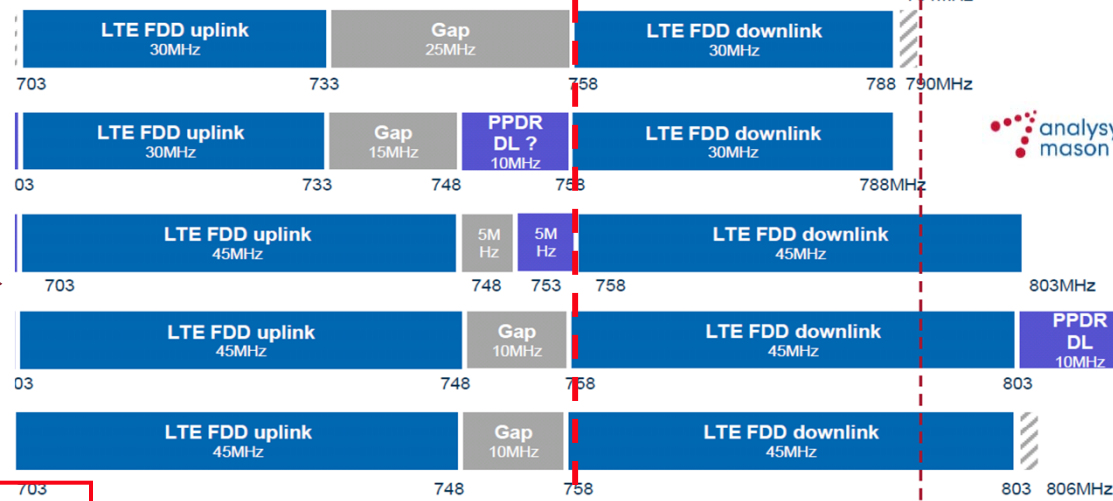 LTE FDD uplink Gap LTE FDD downlink
30MHz 25MHz 30MHz
703 733 758 788 790MHz
LTE FDD uplink Gap PPDR DL ? LTE FDD downlink
30MHz 15MHz 10MHz 30MHz
03 733 748 758 788MHz
analysy
mason
LTE FDD uplink 5M Hz 5M Hz LTE FDD downlink
45MHz 45MHz
703 748 753 758 803MHz
LTE FDD uplink Gap LTE FDD downlink PPDR DL
45MHz 10MHz 45MHz 10MHz
03 748 758 803
LTE FDD uplink Gap LTE FDD downlink
45MHz 10MHz 45MHz
703 748 758 803 806MHz